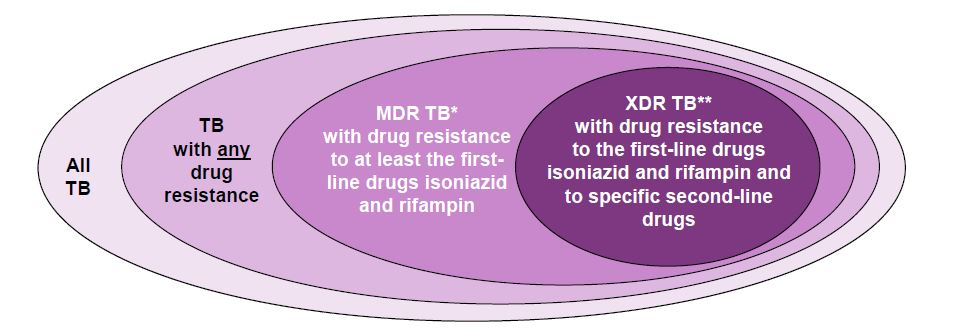 All
TB
TB
with any
drug
resistance
MDR TB*
with drug resistance
to at least the first-
line drugs isoniazid
and rifampin
XDR TB**
with drug resistance
to the first-line drugs
isoniazid and rifampin and
to specific second-line
drugs